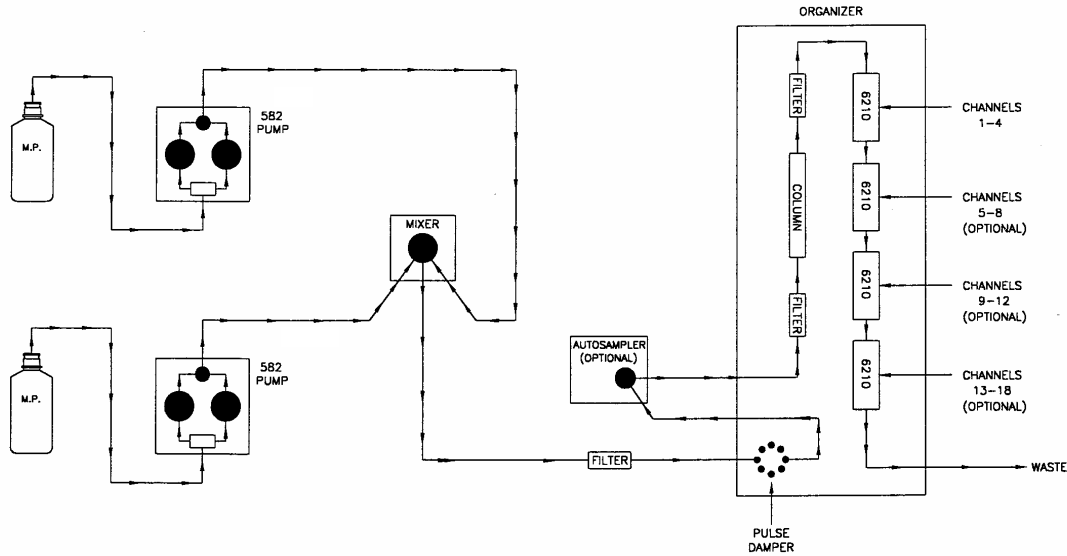 ORGANIZER
M.P.
582
PUMP
FILTER
6210
CHANNELS
1-4
COLUMN
6210
CHANNELS
5-8
(OPTIONAL)
MIXER
6210
CHANNELS
9-12
(OPTIONAL)
FILTER
M.P.
582
PUMP
AUTOSAMPLER
(OPTIONAL)
6210
CHANNELS
13-18
(OPTIONAL)
FILTER
WASTE
PULSE
DAMPER